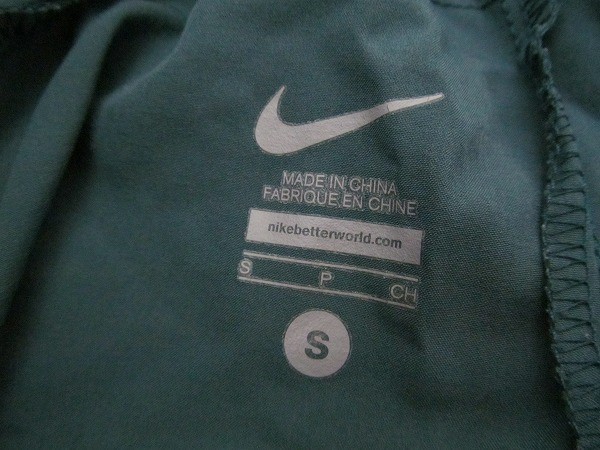 MADE IN CHINA
FABRIQUE EN CHINE
nikebetterworld.com
S P CH
S